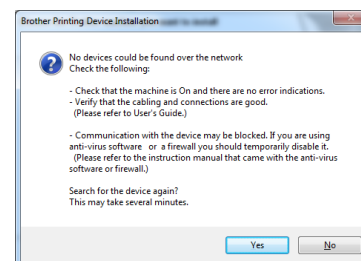 Brother Printing Device Installation
No devices could be found over the network
Check the following:
- Check that the machine is On and there are no error indications.
- Verify that the cabling and connections are good.
(Please refer to User's Guide.)
- Communication with the device may be blocked. If you are using
anti-virus software or a firewall you should temporarily disable it.
(Please refer to the instruction manual that came with the anti-virus
software or firewall.)
Search for the device again?
This may take several minutes.
Yes No